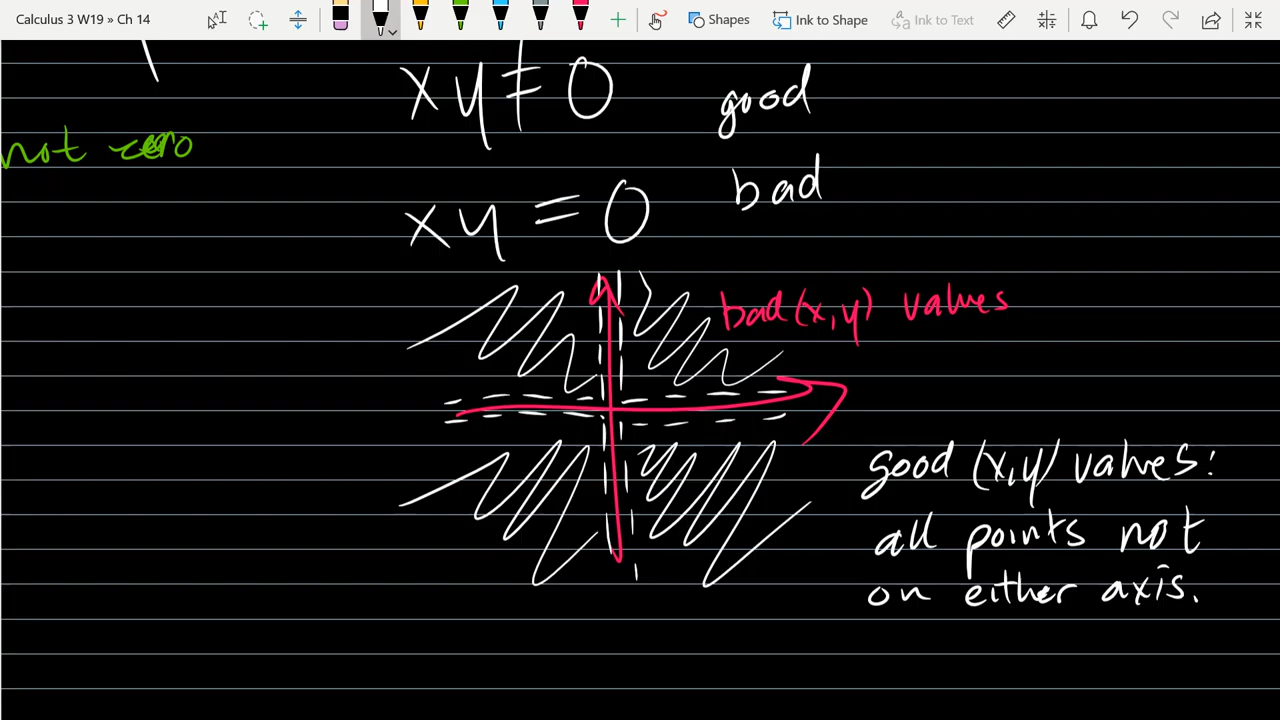 Calculus 3 W19 » Ch 14
Shapes
Ink to Shape
Ink to Text
xy ≠ 0 good
not zero
bad
xy = 0
bad (x,y) values
good (x,y) values:
all points not
on either axis.